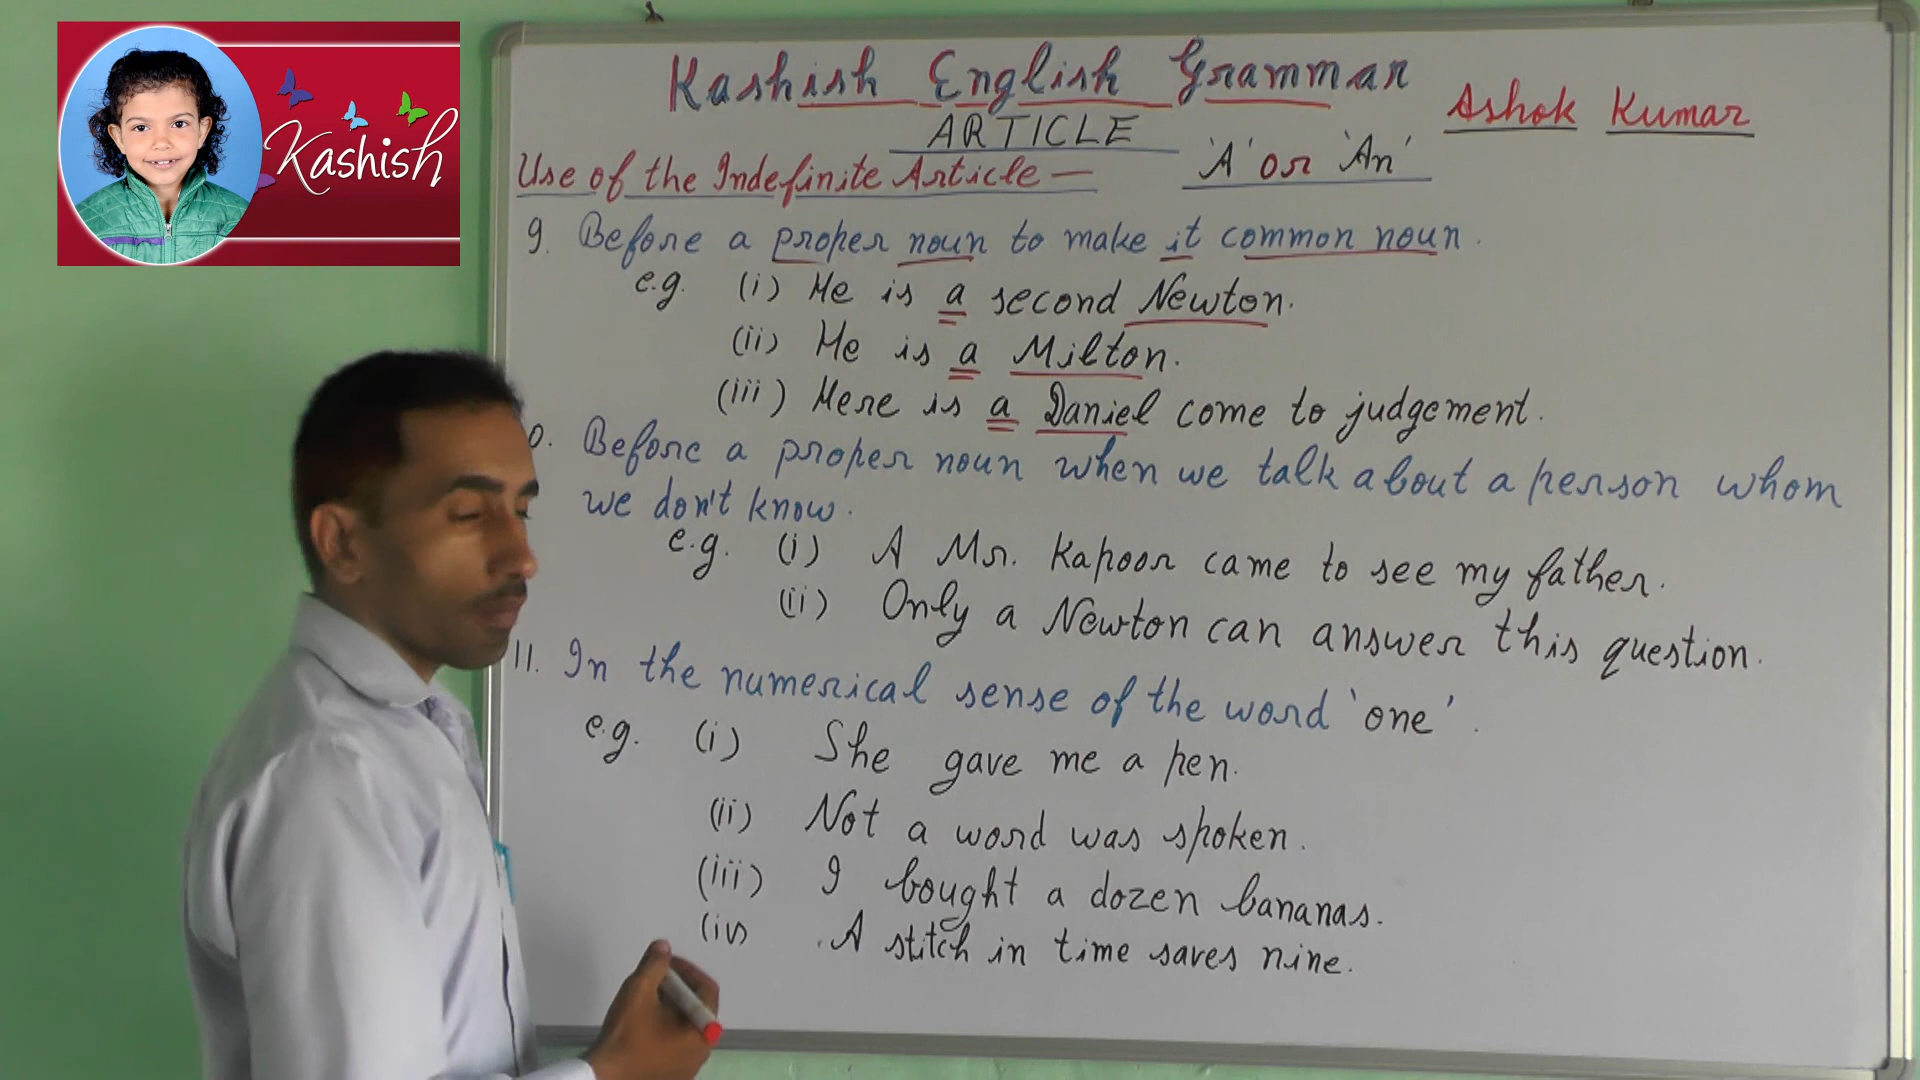 Kashish
Kashish English Grammar
Ashok Kumar
ARTICLE
Use of the Indefinite Article — 'A' or 'An'
9. Before a proper noun to make it common noun.
e.g. (i) He is a second Newton.
(ii) He is a Milton.
(iii) Here is a Daniel come to judgement.
0. Before a proper noun when we talk about a person whom
we don't know.
e.g. (i) A Mr. Kapoor came to see my father.
(ii) Only a Newton can answer this question.
11. In the numerical sense of the word 'one'.
e.g. (i) She gave me a pen.
(ii) Not a word was spoken.
(iii) I bought a dozen bananas.
(iv) A stitch in time saves nine.